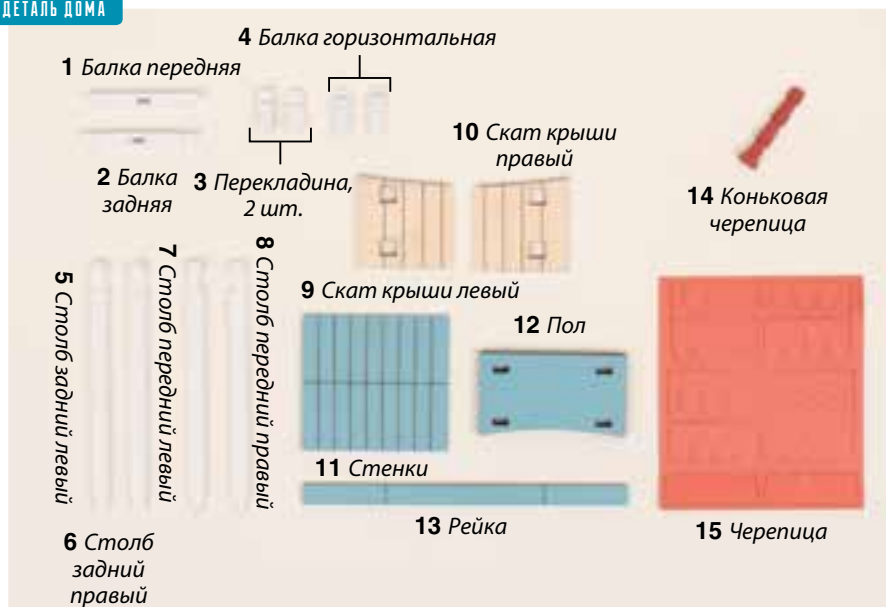 ДЕТАЛЬ ДОМА
4 Балка горизонтальная
1 Балка передняя
10 Скат крыши
правый
2 Балка
задняя
3 Перекладина,
2 шт.
14 Коньковая
черепица
5 Столб задний левый
7 Столб передний левый
8 Столб передний правый
9 Скат крыши левый
12 Пол
11 Стенки
13 Рейка
15 Черепица
6 Столб
задний
правый